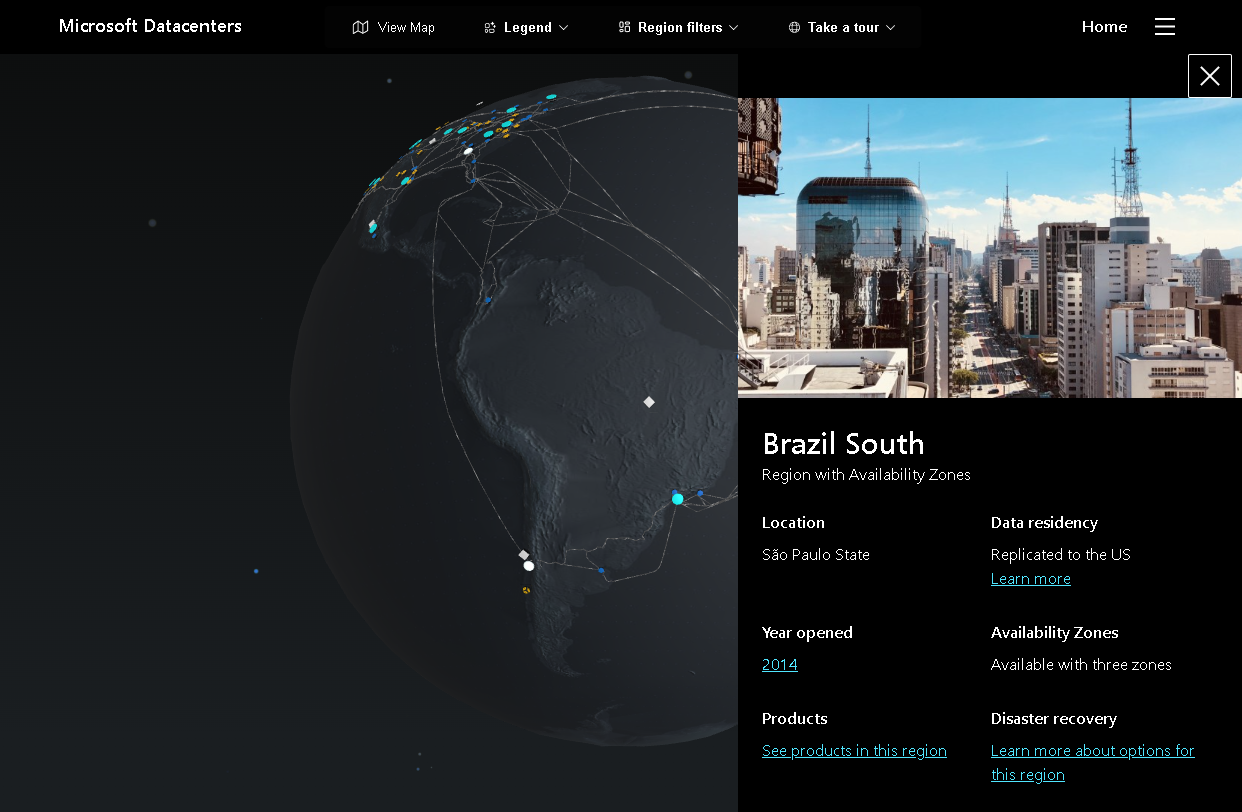 Microsoft Datacenters
View Map
Legend
Region filters
Take a tour
Home
Brazil South
Region with Availability Zones
Location
São Paulo State
Data residency
Replicated to the US
Learn more
Year opened
2014
Availability Zones
Available with three zones
Products
See products in this region
Disaster recovery
Learn more about options for
this region